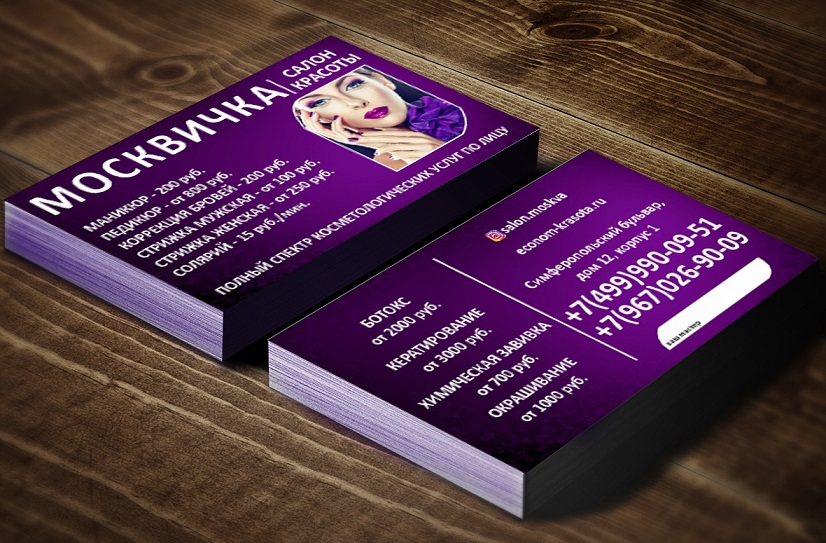 МОСКВИЧКА
САЛОН
КРАСОТЫ
МАНИКЮР - 200 руб.
ПЕДИКЮР - от 800 руб.
КОРРЕКЦИЯ БРОВЕЙ - 200 руб.
СТРИЖКА МУЖСКАЯ - от 100 руб.
СТРИЖКА ЖЕНСКАЯ - от 250 руб.
СОЛЯРИЙ - 15 руб./мин.
ПОЛНЫЙ СПЕКТР КОСМЕТОЛОГИЧЕСКИХ УСЛУГ ПО ЛИЦУ
БОТОКС
от 2000 руб.
КЕРАТИРОВАНИЕ
от 3000 руб.
ХИМИЧЕСКАЯ ЗАВИВКА
от 700 руб.
ОКРАШИВАНИЕ
от 1000 руб.
salon.moskva
econom-krasota.ru
Симферопольский бульвар,
дом 12, корпус 1
+7(499)990-09-51
+7(967)026-90-09
ваш мастер